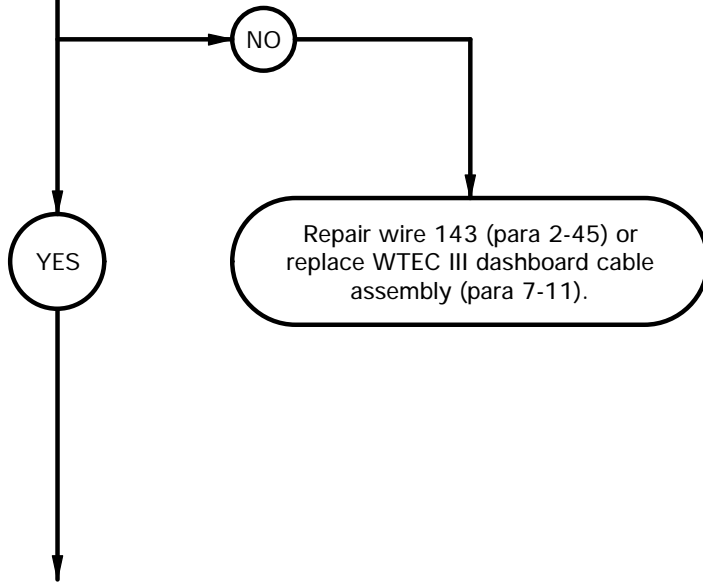 NO
YES
Repair wire 143 (para 2-45) or
replace WTEC III dashboard cable
assembly (para 7-11).